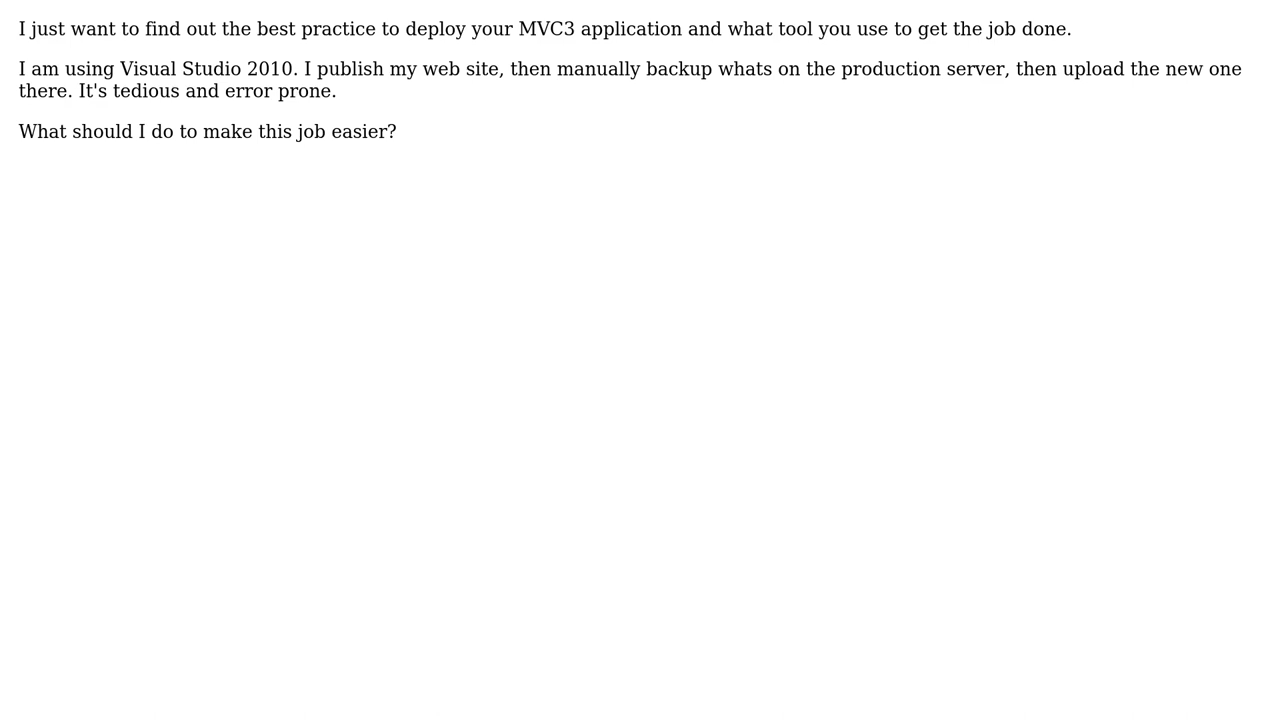 I just want to find out the best practice to deploy your MVC3 application and what tool you use to get the job done.
I am using Visual Studio 2010. I publish my web site, then manually backup whats on the production server, then upload the new one
there. It's tedious and error prone.
What should I do to make this job easier?